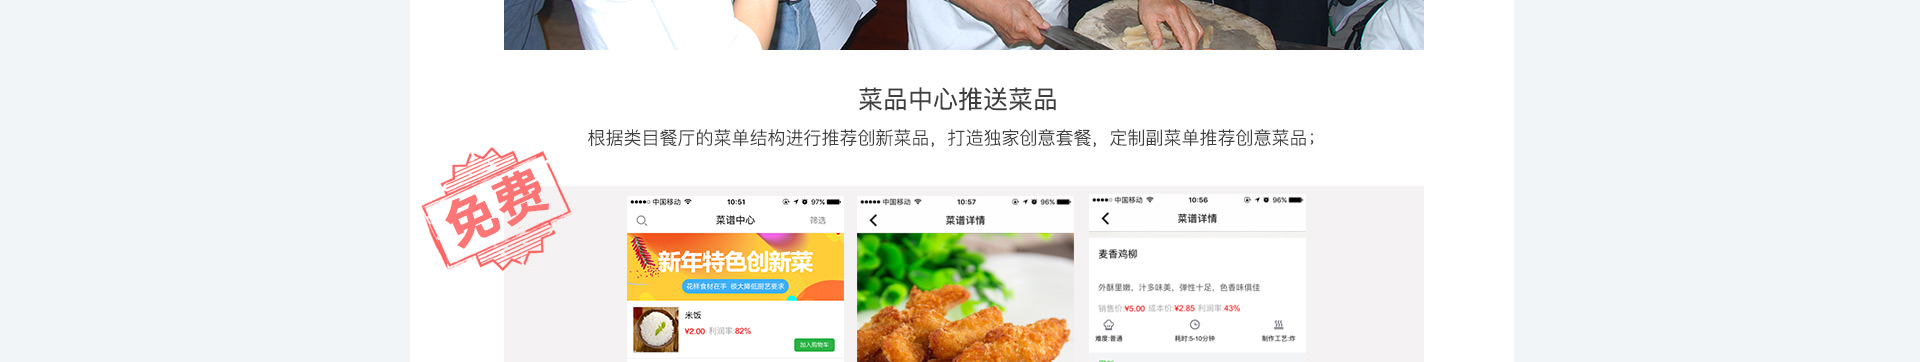 菜品中心推送菜品
根据类目餐厅的菜单结构进行推荐创新菜品，打造独家创意套餐，定制副菜单推荐创意菜品；
免费
中国移动 10:51 97%
菜谱中心 筛选
新年特色创新菜
花样食材在手 极大降低厨艺要求
米饭
¥2.00 利润率:82%
加入购物车
中国移动 10:57 96%
菜谱详情
中国移动 10:56 96%
菜谱详情
麦香鸡柳
外酥里嫩，汁多味美，弹性十足，色香味俱佳
销售价:¥5.00 成本价:¥2.85 利润率:43%
难度:普通 耗时:5-10分钟 制作工艺:炸